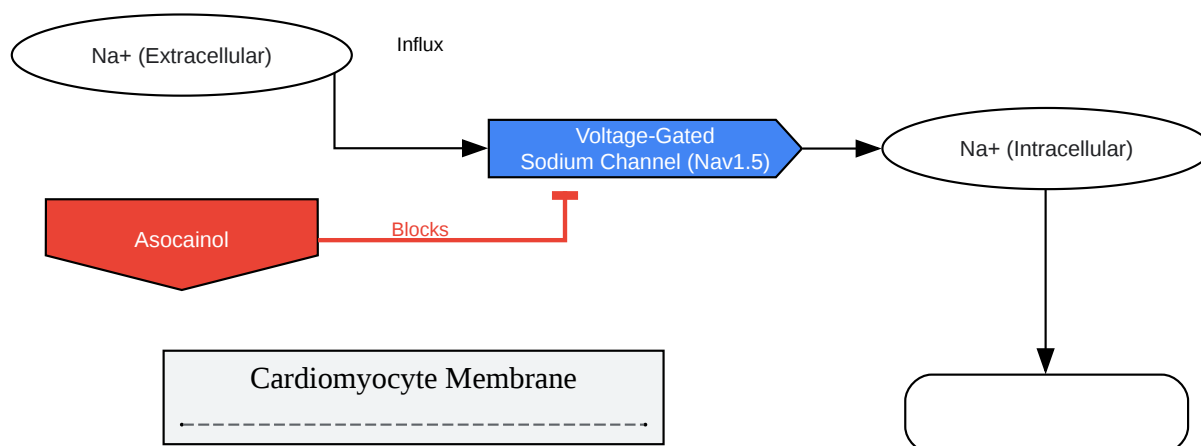 Na+ (Extracellular)
Influx
Voltage-Gated
Sodium Channel (Nav1.5)
Na+ (Intracellular)
Asocainol
Blocks
Cardiomyocyte Membrane